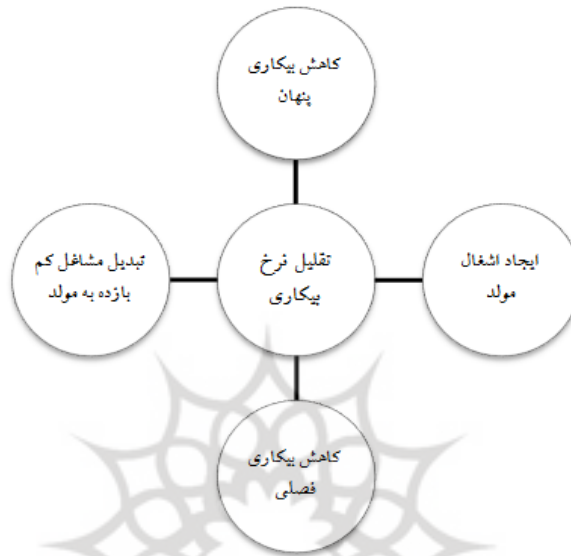 کاهش بیکاری
پنهان
ایجاد اشغال
مولد
تقلیل نرخ
بیکاری
تبدیل مشاغل کم
بازده به مولد
کاهش بیکاری
فصلی